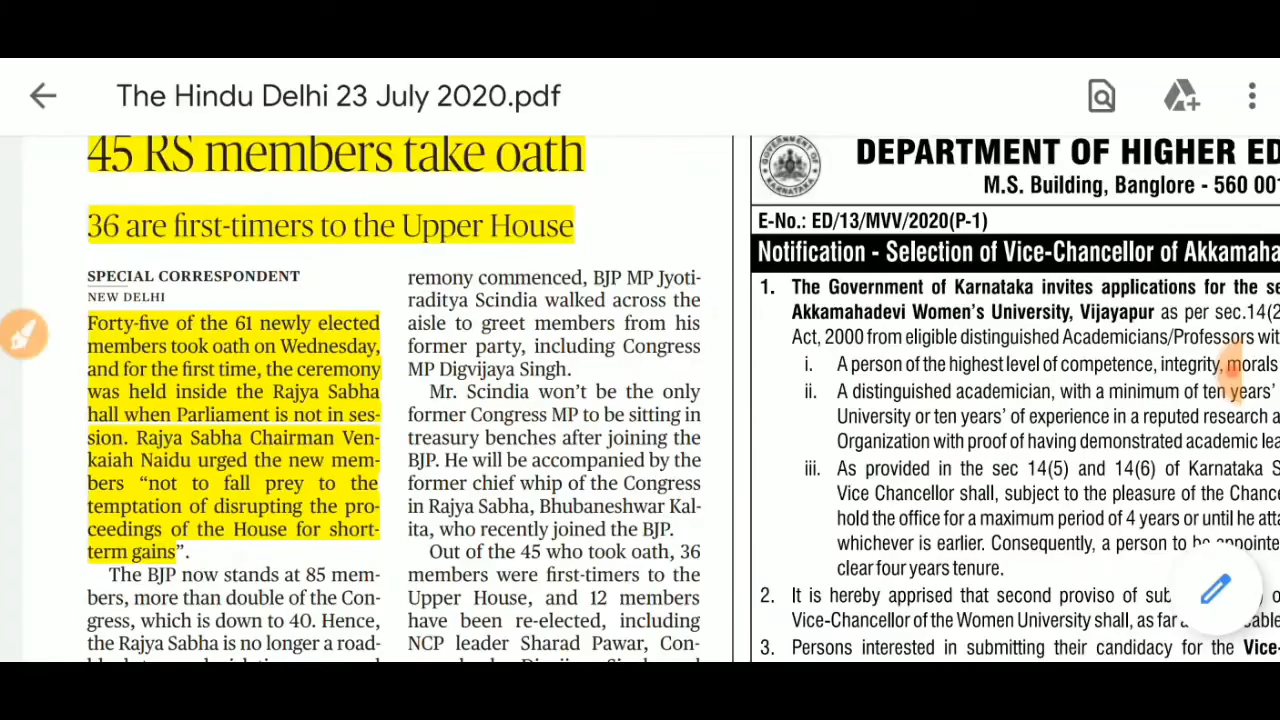 The Hindu Delhi 23 July 2020.pdf
45 RS members take oath
36 are first-timers to the Upper House
SPECIAL CORRESPONDENT
NEW DELHI
Forty-five of the 61 newly elected
members took oath on Wednesday,
and for the first time, the ceremony
was held inside the Rajya Sabha
hall when Parliament is not in ses-
sion. Rajya Sabha Chairman Ven-
kaiah Naidu urged the new mem-
bers “not to fall prey to the
temptation of disrupting the pro-
ceedings of the House for short-
term gains”.
The BJP now stands at 85 mem-
bers, more than double of the Con-
gress, which is down to 40. Hence,
the Rajya Sabha is no longer a road-
remony commenced, BJP MP Jyoti-
raditya Scindia walked across the
aisle to greet members from his
former party, including Congress
MP Digvijaya Singh.
Mr. Scindia won’t be the only
former Congress MP to be sitting in
treasury benches after joining the
BJP. He will be accompanied by the
former chief whip of the Congress
in Rajya Sabha, Bhubaneshwar Kal-
ita, who recently joined the BJP.
Out of the 45 who took oath, 36
members were first-timers to the
Upper House, and 12 members
have been re-elected, including
NCP leader Sharad Pawar, Con-
GOVERNMENT OF KARNATAKA
DEPARTMENT OF HIGHER ED
M.S. Building, Banglore - 560 001
E-No.: ED/13/MVV/2020(P-1)
Notification - Selection of Vice-Chancellor of Akkamaha
1. The Government of Karnataka invites applications for the se
Akkamahadevi Women's University, Vijayapur as per sec.14(2
Act, 2000 from eligible distinguished Academicians/Professors wit
i. A person of the highest level of competence, integrity, morals
ii. A distinguished academician, with a minimum of ten years'
University or ten years' of experience in a reputed research a
Organization with proof of having demonstrated academic lea
iii. As provided in the sec 14(5) and 14(6) of Karnataka S
Vice Chancellor shall, subject to the pleasure of the Chanc
hold the office for a maximum period of 4 years or until he atta
whichever is earlier. Consequently, a person to be appointe
clear four years tenure.
2. It is hereby apprised that second proviso of sub
Vice-Chancellor of the Women University shall, as far a
3. Persons interested in submitting their candidacy for the Vice-